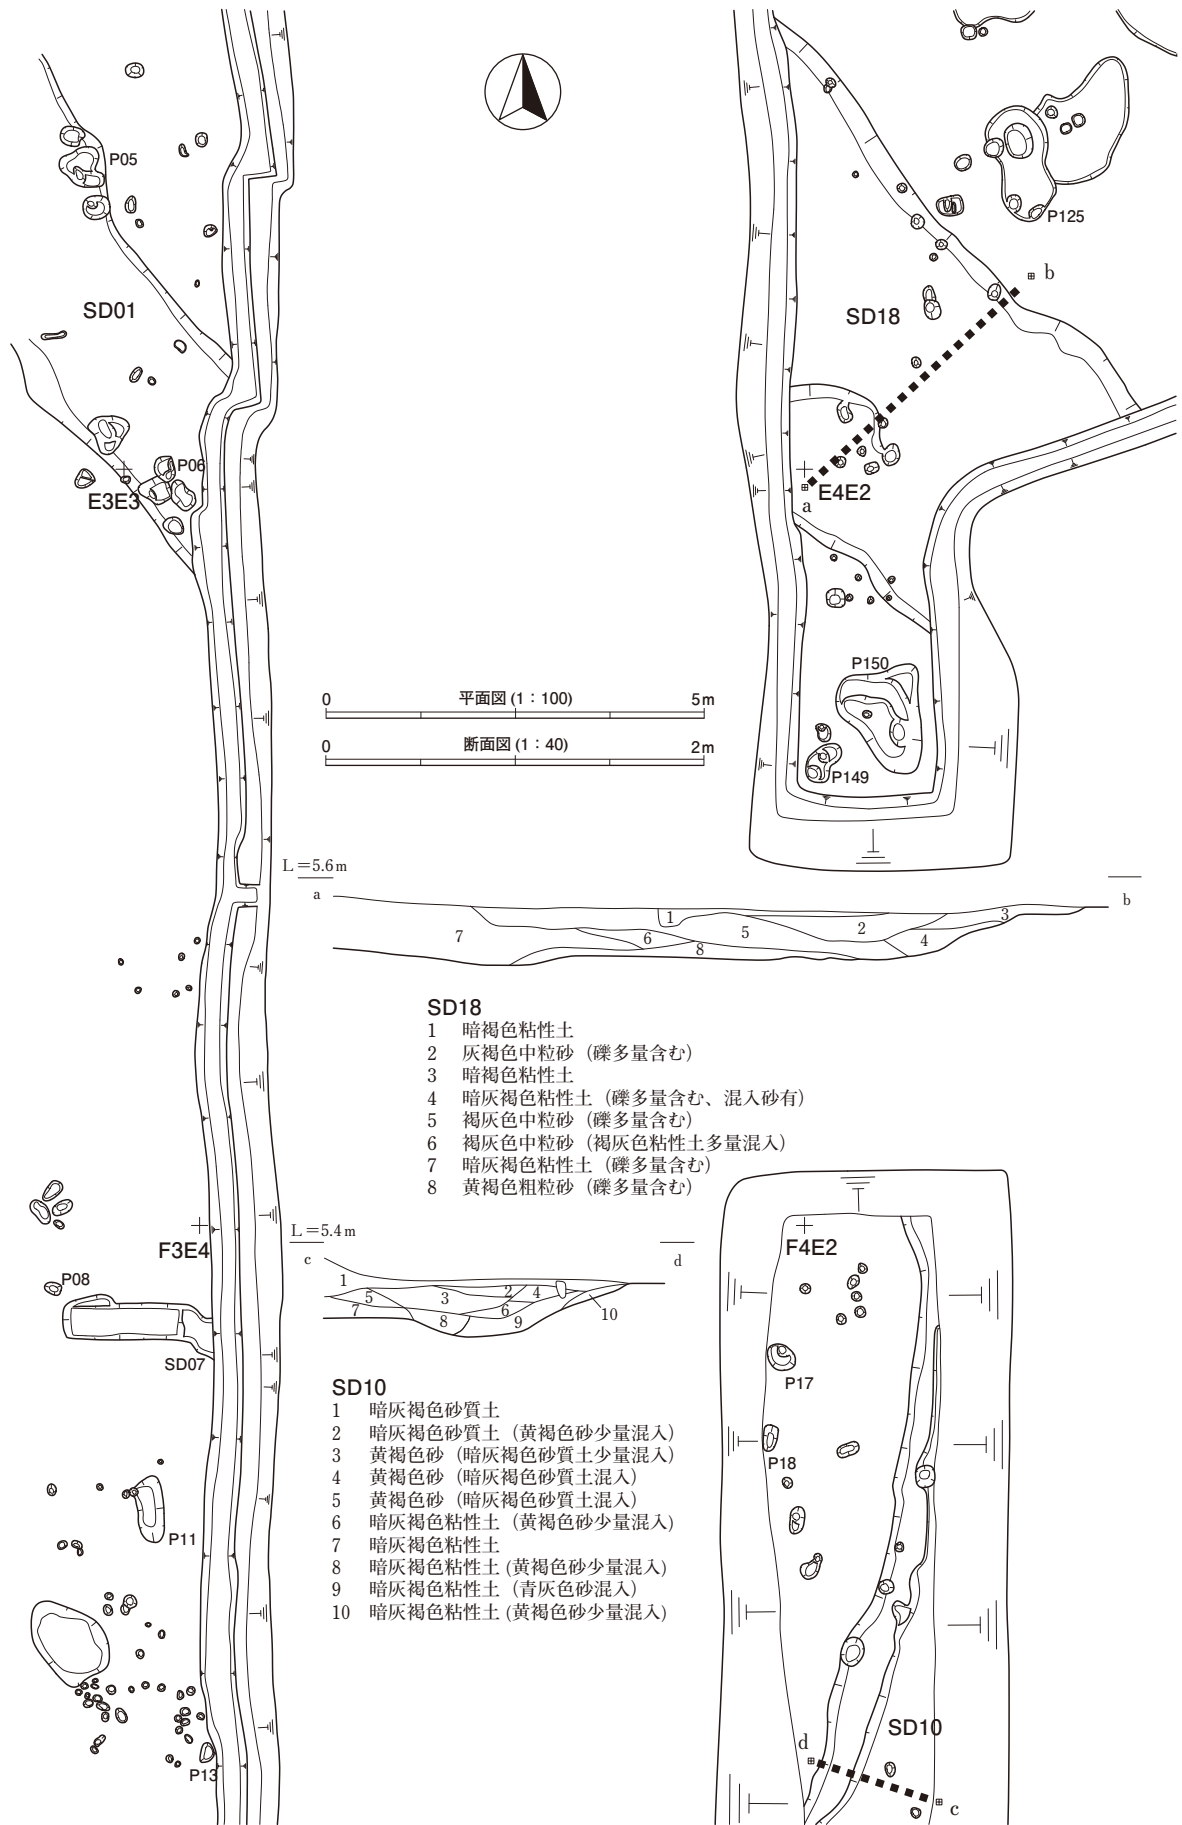 P05
P125
b
SD01
SD18
P06
E3E3
E4E2
a
P150
0 平面図 (1：100) 5m
0 断面図 (1：40) 2m
P149
L＝5.6m
a
b
1
3
7
6
5
2
4
8
SD18
1 暗褐色粘性土
2 灰褐色中粒砂（礫多量含む）
3 暗褐色粘性土
4 暗灰褐色粘性土（礫多量含む、混入砂有）
5 褐灰色中粒砂（礫多量含む）
6 褐灰色中粒砂（褐灰色粘性土多量混入）
7 暗灰褐色粘性土（礫多量含む）
8 黄褐色粗粒砂（礫多量含む）
F3E4
L＝5.4m
c
d
F4E2
P08
1
5
3
2
4
7
8
6
9
10
SD07
SD10
1 暗灰褐色砂質土
2 暗灰褐色砂質土（黄褐色砂少量混入）
3 黄褐色砂（暗灰褐色砂質土少量混入）
4 黄褐色砂（暗灰褐色砂質土混入）
5 黄褐色砂（暗灰褐色砂質土混入）
6 暗灰褐色粘性土（黄褐色砂少量混入）
7 暗灰褐色粘性土
8 暗灰褐色粘性土 (黄褐色砂少量混入)
9 暗灰褐色粘性土（青灰色砂混入）
10 暗灰褐色粘性土 (黄褐色砂少量混入)
P17
P18
P11
SD10
d
P13
c